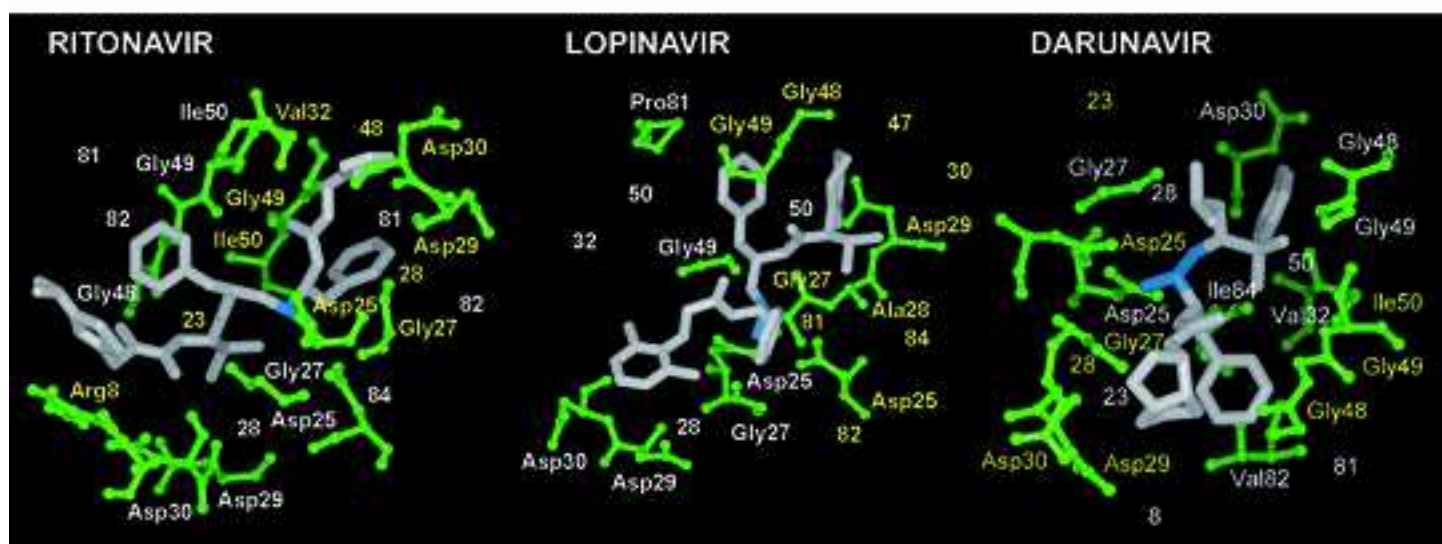 RITONAVIR
Ile50
Val32
48
81
Gly49
Asp30
Gly49
82
81
Ile50
Asp29
Gly48
28
Asp25
82
23
Gly27
Gly27
Arg8
84
Asp25
28
Asp29
Asp30
LOPINAVIR
Pro81
Gly48
Gly49
47
30
50
50
32
Gly49
Asp29
Gly27
Ala28
81
84
Asp25
Asp25
28
Gly27
82
Asp30
Asp29
DARUNAVIR
23
Asp30
Gly48
Gly27
28
Gly49
Asp25
50
Ile84
Ile50
Asp25
Val32
Gly27
28
Gly49
23
Gly48
Asp30
Asp29
Val82
81
8